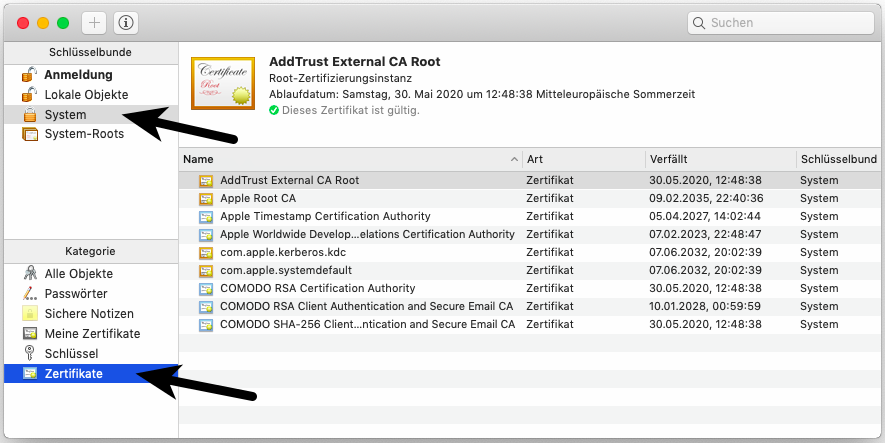 Suchen
Schlüsselbunde
Anmeldung
Lokale Objekte
System
System-Roots
Certificate
Root
AddTrust External CA Root
Root-Zertifizierungsinstanz
Ablaufdatum: Samstag, 30. Mai 2020 um 12:48:38 Mitteleuropäische Sommerzeit
Dieses Zertifikat ist gültig.
Name Art Verfällt Schlüsselbund
AddTrust External CA Root Zertifikat 30.05.2020, 12:48:38 System
Apple Root CA Zertifikat 09.02.2035, 22:40:36 System
Apple Timestamp Certification Authority Zertifikat 05.04.2027, 14:02:44 System
Apple Worldwide Develop...elations Certification Authority Zertifikat 07.02.2023, 22:48:47 System
com.apple.kerberos.kdc Zertifikat 07.06.2032, 20:02:39 System
com.apple.systemdefault Zertifikat 07.06.2032, 20:02:39 System
COMODO RSA Certification Authority Zertifikat 30.05.2020, 12:48:38 System
COMODO RSA Client Authentication and Secure Email CA Zertifikat 10.01.2028, 00:59:59 System
COMODO SHA-256 Client...ntication and Secure Email CA Zertifikat 30.05.2020, 12:48:38 System
Kategorie
Alle Objekte
Passwörter
Sichere Notizen
Meine Zertifikate
Schlüssel
Zertifikate